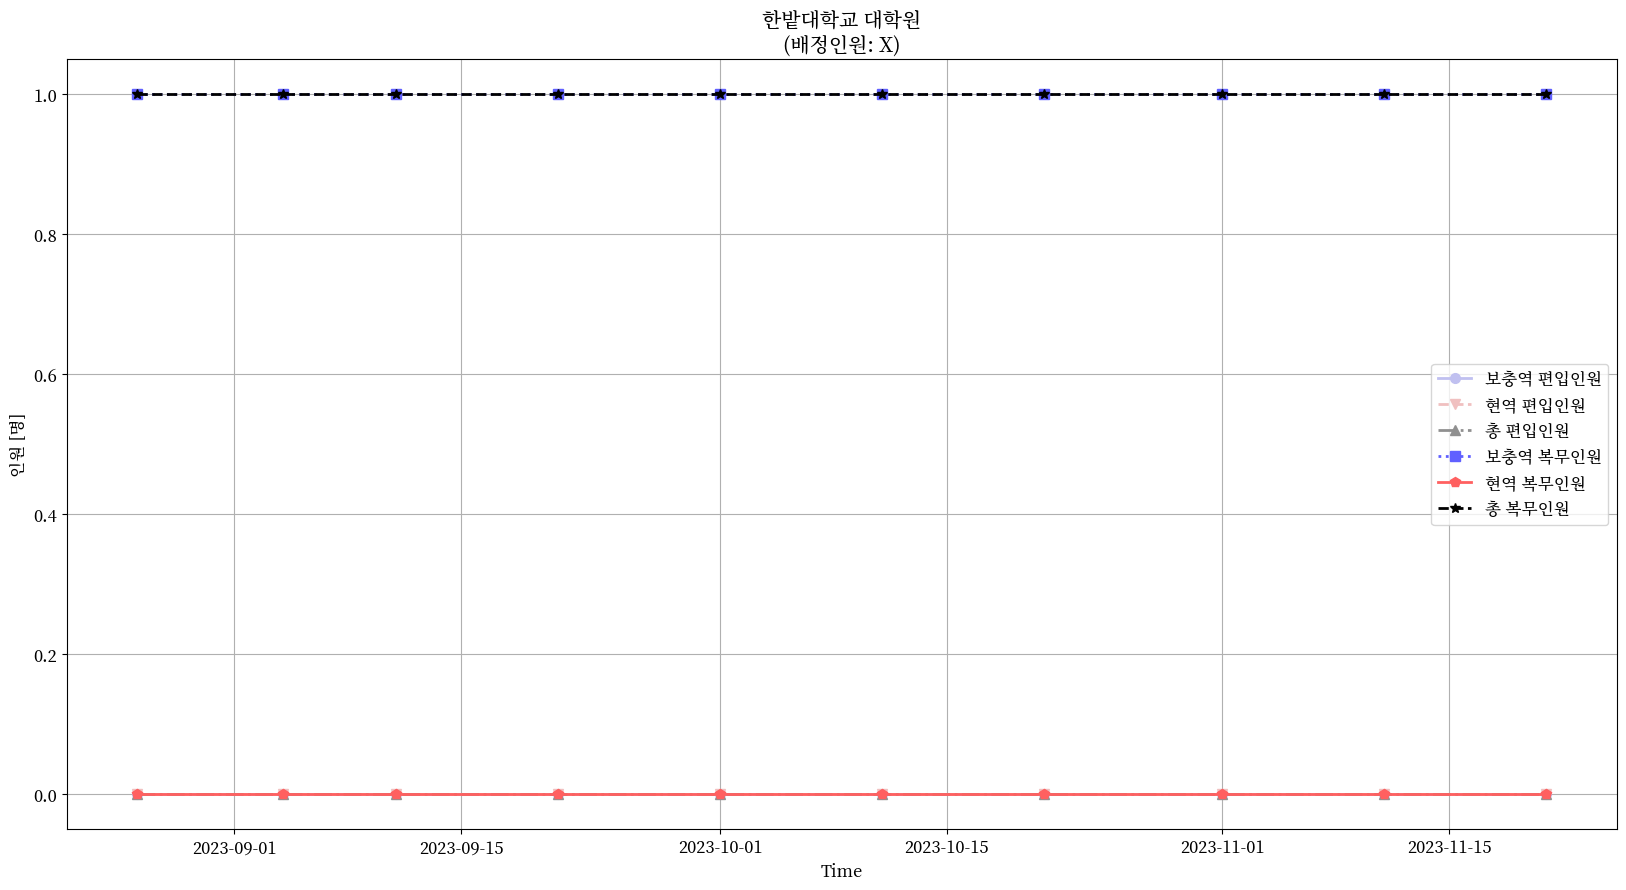 한밭대학교 대학원
(배정인원: X)
1.0
0.8
0.6
0.4
0.2
0.0
인원 [명]
보충역 편입인원
현역 편입인원
총 편입인원
보충역 복무인원
현역 복무인원
총 복무인원
2023-09-01 2023-09-15 2023-10-01 2023-10-15 2023-11-01 2023-11-15
Time